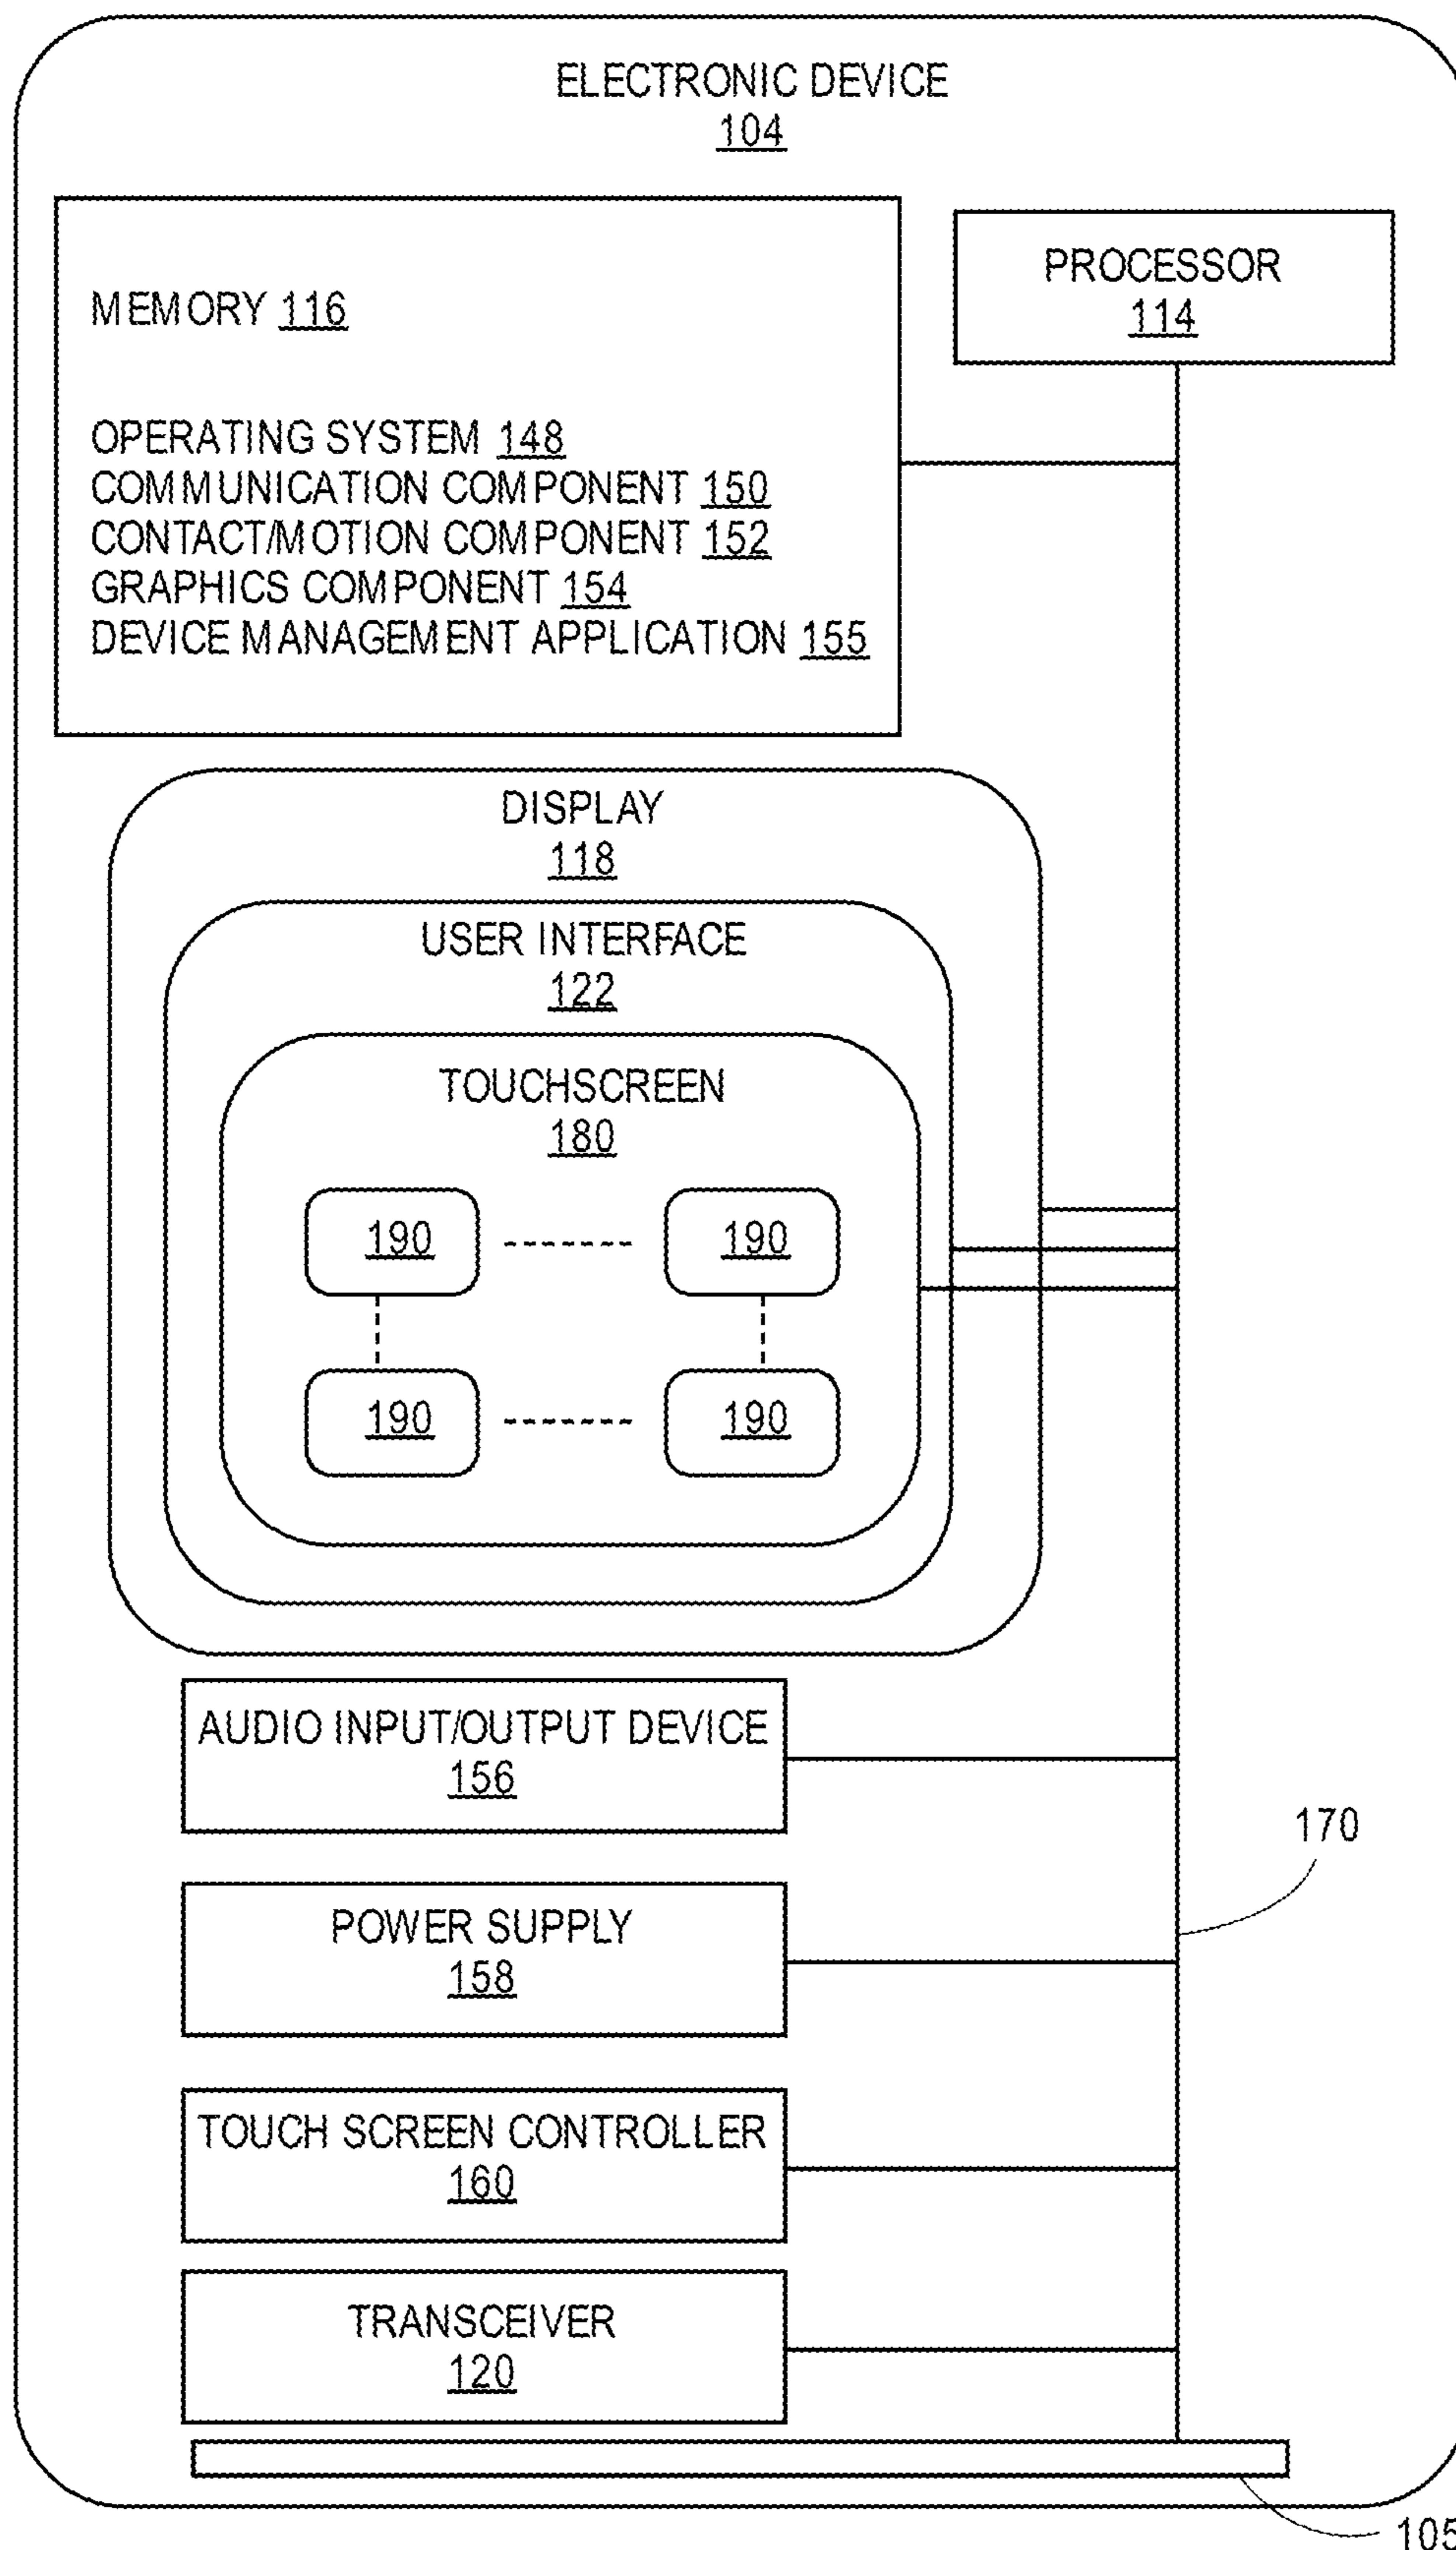 ELECTRONIC DEVICE
104
MEMORY 116
OPERATING SYSTEM 148
COMMUNICATION COMPONENT 150
CONTACT/MOTION COMPONENT 152
GRAPHICS COMPONENT 154
DEVICE MANAGEMENT APPLICATION 155
PROCESSOR
114
DISPLAY
118
USER INTERFACE
122
TOUCHSCREEN
180
190 190
190 190
AUDIO INPUT/OUTPUT DEVICE
156
170
POWER SUPPLY
158
TOUCH SCREEN CONTROLLER
160
TRANSCEIVER
120
105